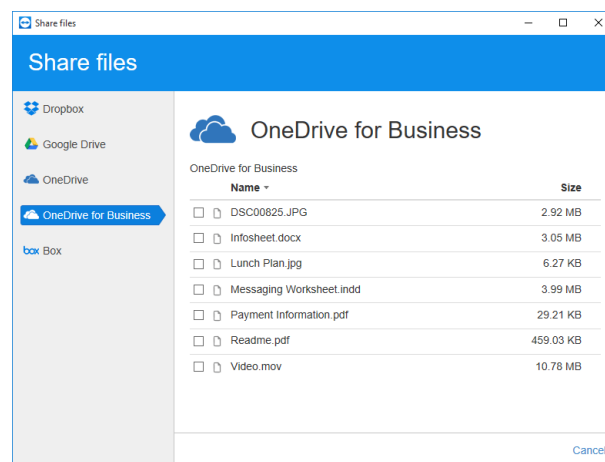 Share files
Share files
Dropbox
Google Drive
OneDrive
OneDrive for Business
box Box
OneDrive for Business
OneDrive for Business
Name Size
DSC00825.JPG 2.92 MB
Infosheet.docx 3.05 MB
Lunch Plan.jpg 6.27 KB
Messaging Worksheet.indd 3.99 MB
Payment Information.pdf 29.21 KB
Readme.pdf 459.03 KB
Video.mov 10.78 MB
Cancel